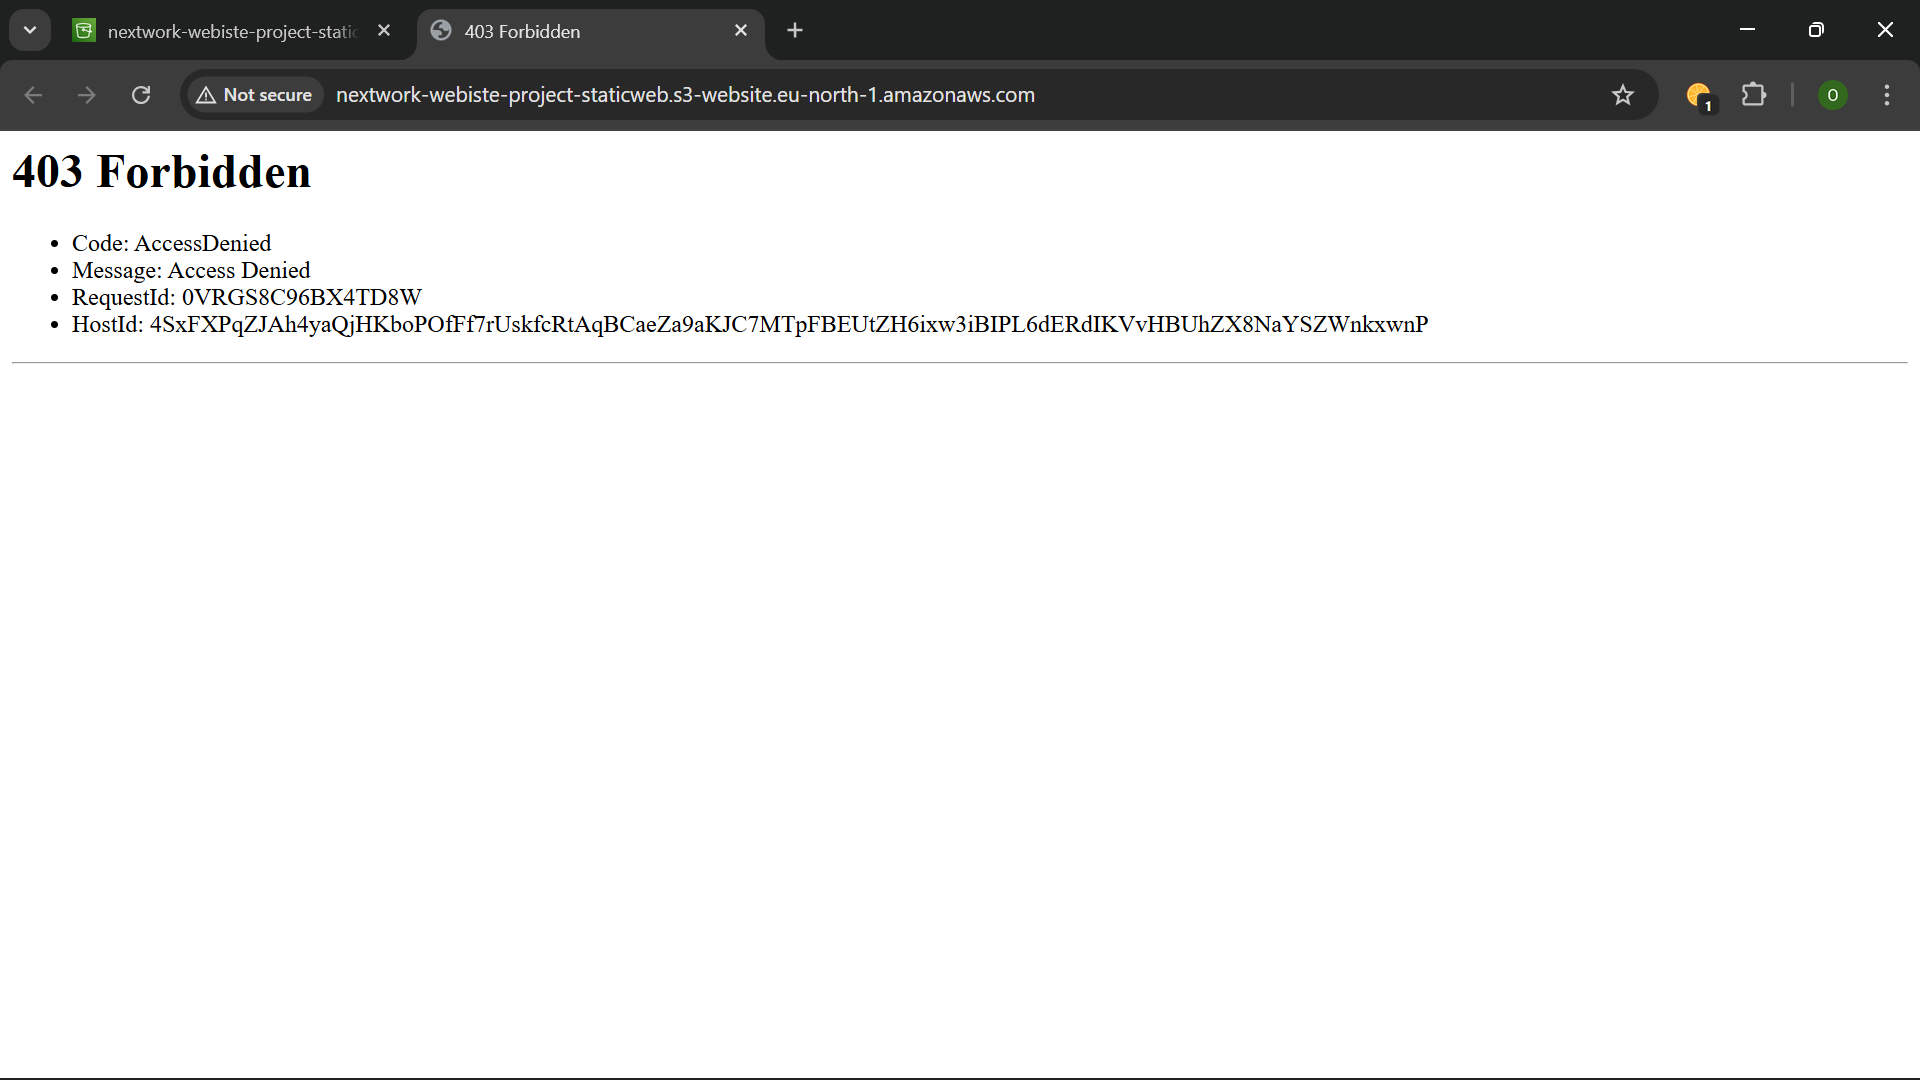 nextwork-webiste-project-static
403 Forbidden
Not secure
nextwork-webiste-project-staticweb.s3-website.eu-north-1.amazonaws.com
1
O
403 Forbidden
• Code: AccessDenied
• Message: Access Denied
• RequestId: 0VRGS8C96BX4TD8W
• HostId: 4SxFXPqZJAh4yaQjHKboPOfFf7rUskfcRtAqBCaeZa9aKJC7MTpFBEUtZH6ixw3iBIPL6dERdIKVvHBUhZX8NaYSZWnkxwnP